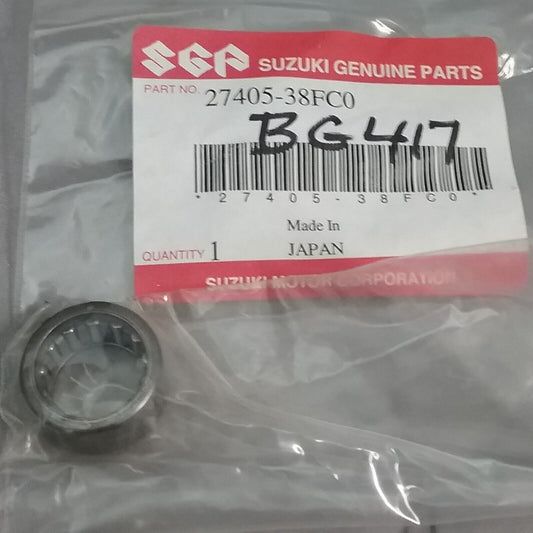 SGP SUZUKI GENUINE PARTS
PART NO. 27405-38FC0
BG417
*27405-38FC0*
Made In
QUANTITY 1 JAPAN
SUZUKI MOTOR CORPORATION